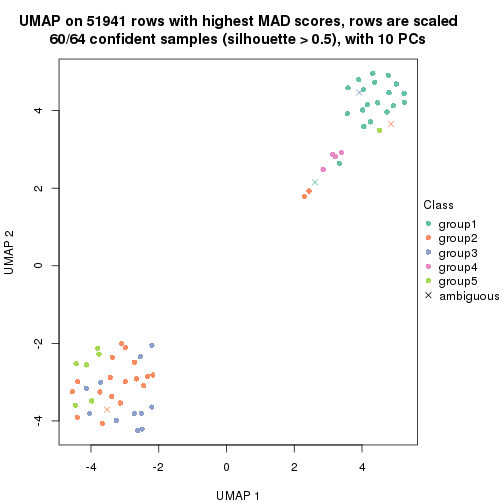 UMAP on 51941 rows with highest MAD scores, rows are scaled
60/64 confident samples (silhouette > 0.5), with 10 PCs
4
2
0
-2
-4
UMAP 2
-4
-2
0
2
4
UMAP 1
Class
group1
group2
group3
group4
group5
ambiguous